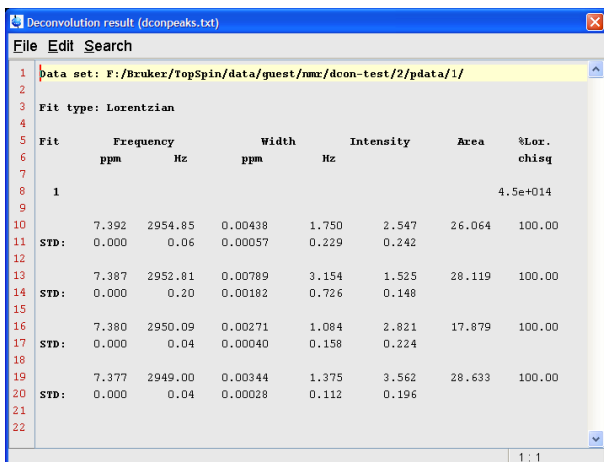 Deconvolution result (dconpeaks.txt)
File Edit Search
1 Data set: F:/Bruker/TopSpin/data/guest/nmr/dcon-test/2/pdata/1/
2
3 Fit type: Lorentzian
4
5 Fit Frequency Width Intensity Area %Lor.
6 ppm Hz ppm Hz chisq
7
8 1 4.5e+014
9
10 7.392 2954.85 0.00438 1.750 2.547 26.064 100.00
11 STD: 0.000 0.06 0.00057 0.229 0.242
12
13 7.387 2952.81 0.00789 3.154 1.525 28.119 100.00
14 STD: 0.000 0.20 0.00182 0.726 0.148
15
16 7.380 2950.09 0.00271 1.084 2.821 17.879 100.00
17 STD: 0.000 0.04 0.00040 0.158 0.224
18
19 7.377 2949.00 0.00344 1.375 3.562 28.633 100.00
20 STD: 0.000 0.04 0.00028 0.112 0.196
21
22
1 : 1